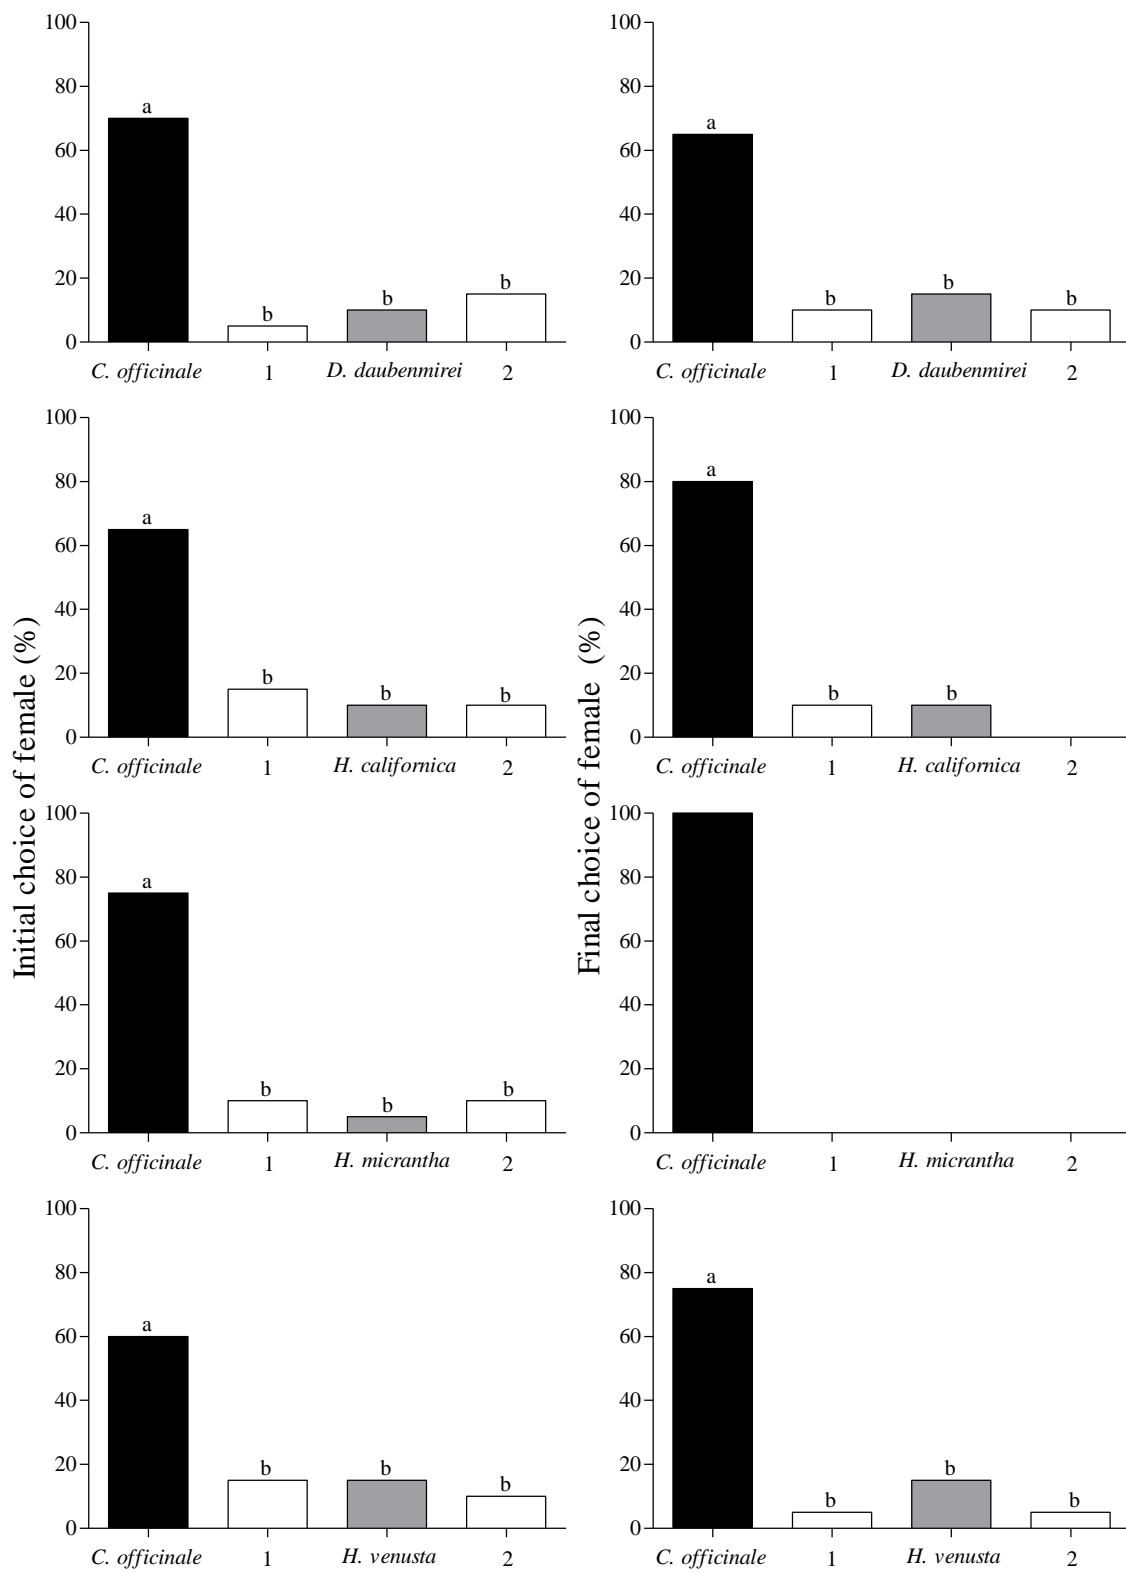 Initial choice of female (%)
Final choice of female (%)
100
80
60
40
20
0
a
b
b
b
C. officinale 1 D. daubenmirei 2
100
80
60
40
20
0
a
b
b
b
C. officinale 1 D. daubenmirei 2
100
80
60
40
20
0
a
b
b
b
C. officinale 1 H. californica 2
100
80
60
40
20
0
a
b
b
C. officinale 1 H. californica 2
100
80
60
40
20
0
a
b
b
b
C. officinale 1 H. micrantha 2
100
80
60
40
20
0
C. officinale 1 H. micrantha 2
100
80
60
40
20
0
a
b
b
b
C. officinale 1 H. venusta 2
100
80
60
40
20
0
a
b
b
b
C. officinale 1 H. venusta 2